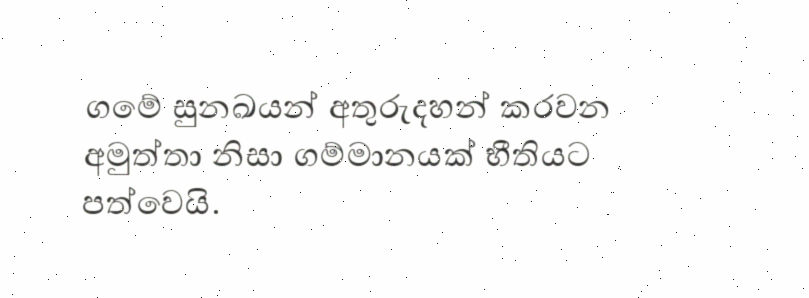 ගමේ සුනඛයන් අතුරුදහන් කරවන
අමුත්තා නිසා ගම්මානයක් භීතියට
පත්වෙයි.